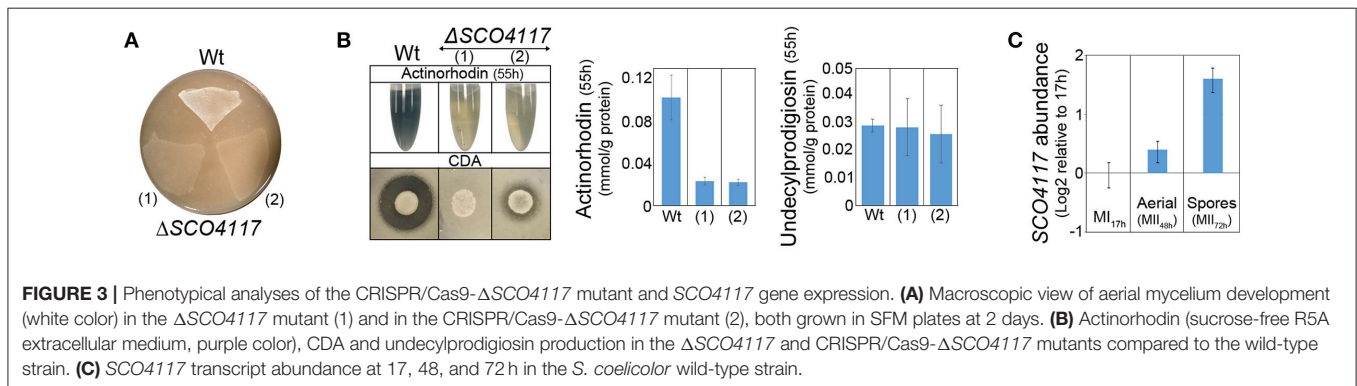 A
Wt
(1)
(2)
ΔSCO4117
B
Wt
ΔSCO4117
(1)
(2)
Actinorhodin (55h)
CDA
Actinorhodin (55h)
(mmol/g protein)
0.12
0.08
0.04
0
Wt
(1)
(2)
Undecylprodigiosin (55h)
(mmol/g protein)
0.05
0.04
0.03
0.02
0.01
0
Wt
(1)
(2)
C
SCO4117 abundance
(Log2 relative to 17h)
2
1
0
-1
MI17h
Aerial
(MII48h)
Spores
(MII72h)
FIGURE 3 | Phenotypical analyses of the CRISPR/Cas9-ΔSCO4117 mutant and SCO4117 gene expression. (A) Macroscopic view of aerial mycelium development
(white color) in the ΔSCO4117 mutant (1) and in the CRISPR/Cas9-ΔSCO4117 mutant (2), both grown in SFM plates at 2 days. (B) Actinorhodin (sucrose-free R5A
extracellular medium, purple color), CDA and undecylprodigiosin production in the ΔSCO4117 and CRISPR/Cas9-ΔSCO4117 mutants compared to the wild-type
strain. (C) SCO4117 transcript abundance at 17, 48, and 72 h in the S. coelicolor wild-type strain.